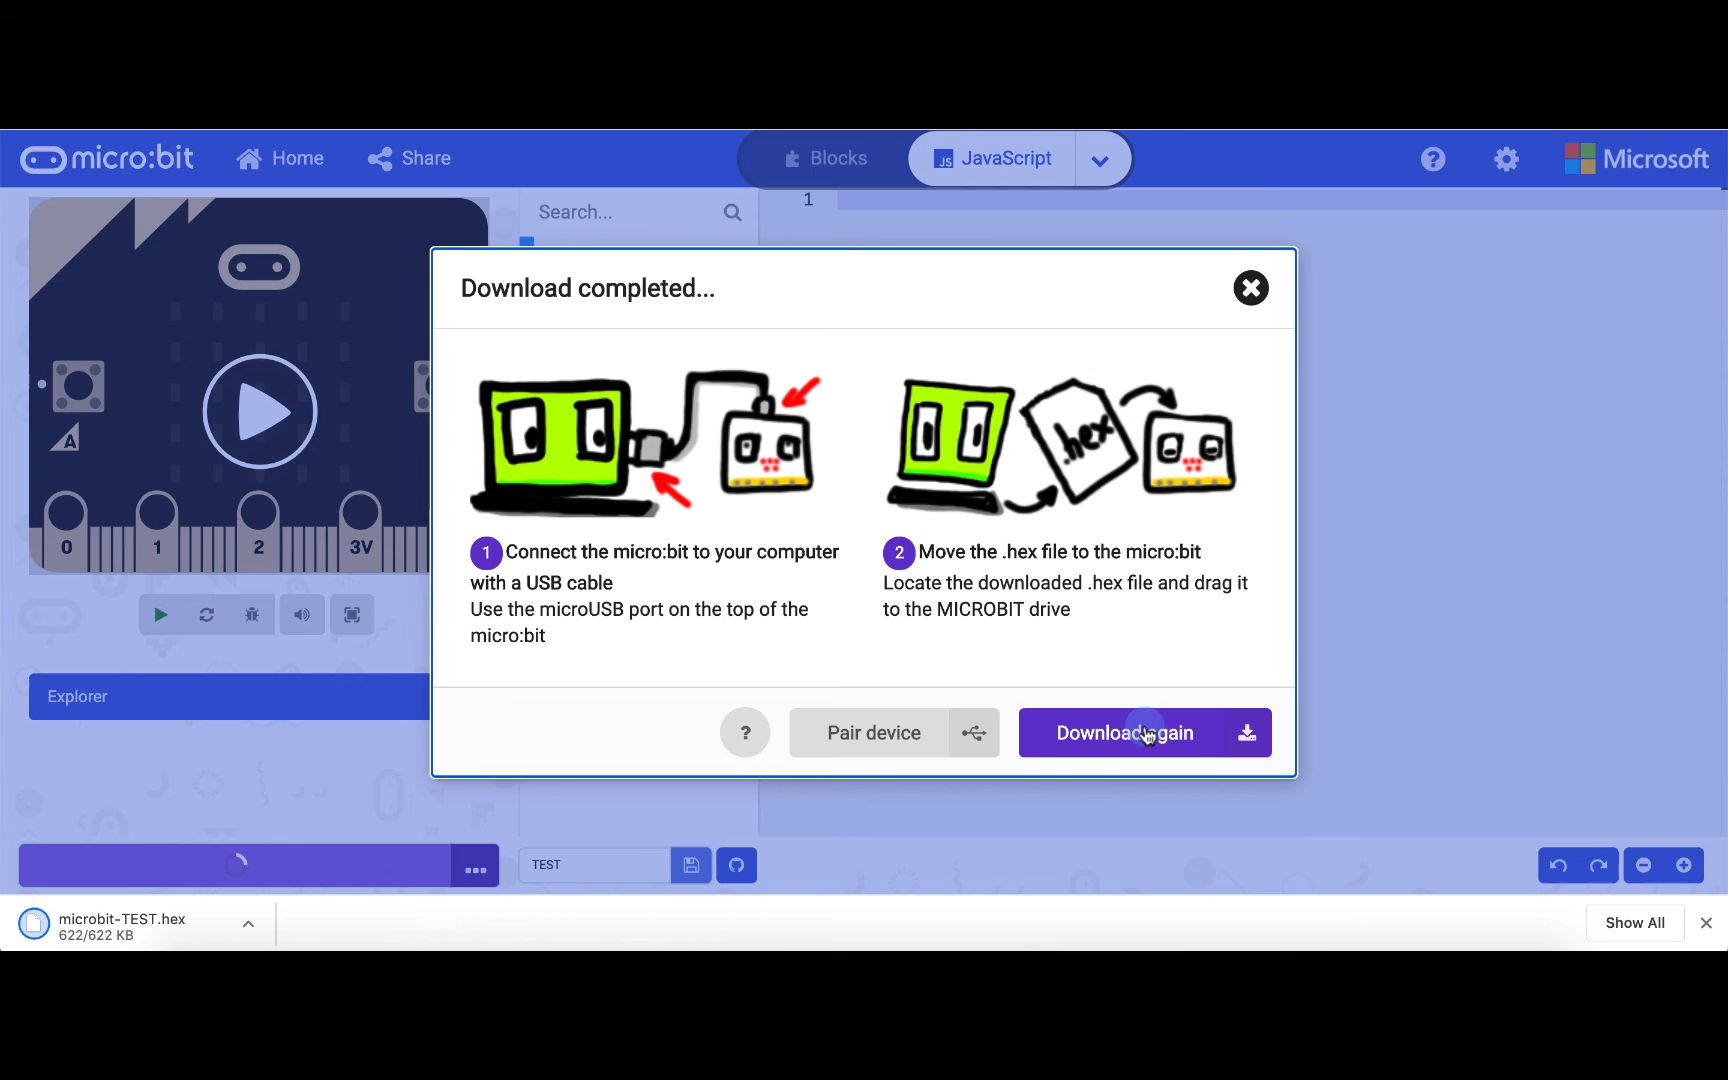 micro:bit
Home
Share
Blocks
JS JavaScript
Microsoft
Search...
1
Download completed...
A
0 1 2 3V
.hex
1 Connect the micro:bit to your computer
with a USB cable
Use the microUSB port on the top of the
micro:bit
2 Move the .hex file to the micro:bit
Locate the downloaded .hex file and drag it
to the MICROBIT drive
Explorer
? Pair device
Download again
...
TEST
microbit-TEST.hex
622/622 KB
Show All